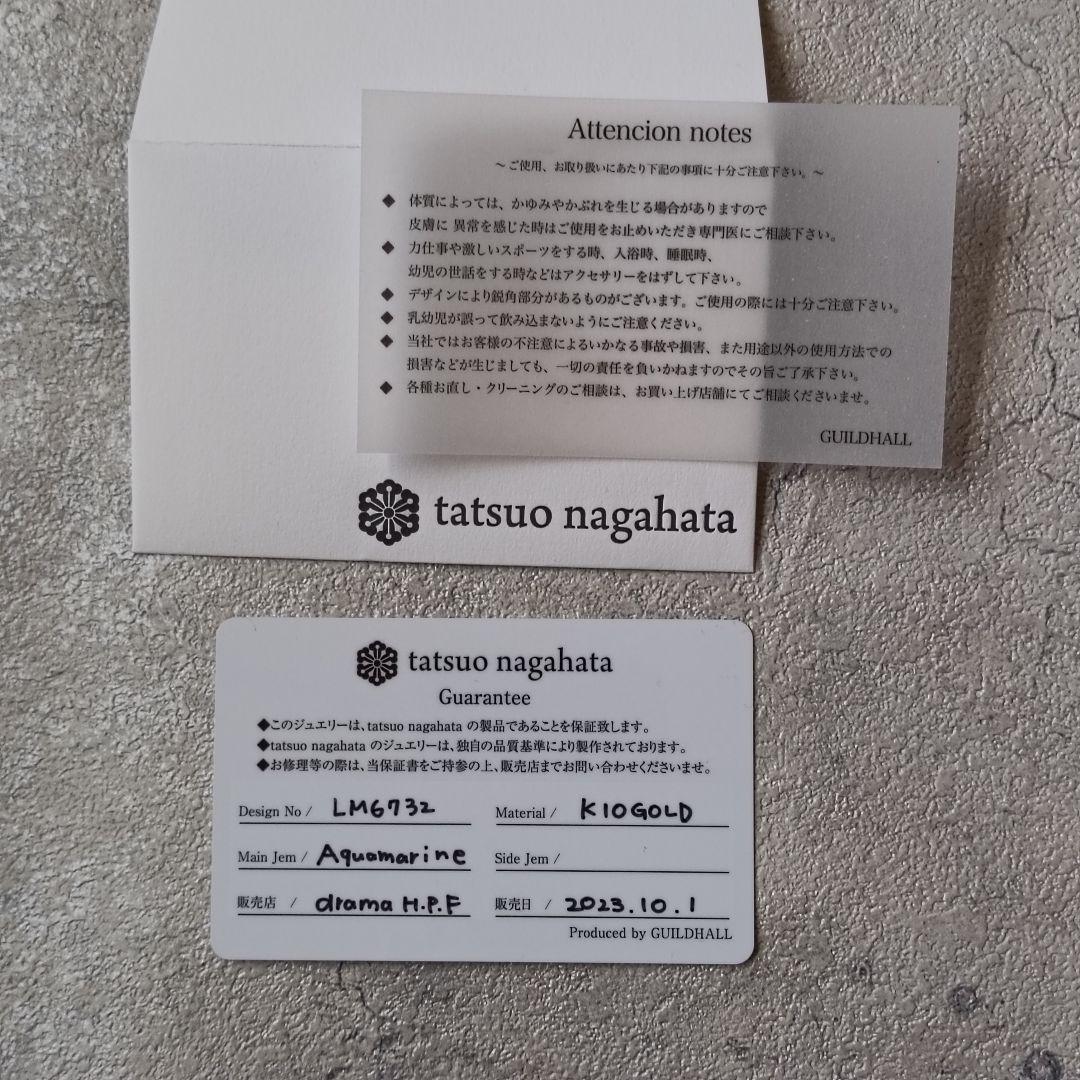 Attencion notes
～ご使用、お取り扱いにあたり下記の事項に十分ご注意下さい。～
◆ 体質によっては、かゆみやかぶれを生じる場合がありますので
皮膚に 異常を感じた時はご使用をお止めいただき専門医にご相談下さい。
◆ 力仕事や激しいスポーツをする時、入浴時、睡眠時、
幼児の世話をする時などはアクセサリーをはずして下さい。
◆ デザインにより鋭角部分があるものがございます。ご使用の際には十分ご注意下さい。
◆ 乳幼児が誤って飲み込まないようにご注意ください。
◆ 当社ではお客様の不注意によるいかなる事故や損害、また用途以外の使用方法での
損害などが生じましても、一切の責任を負いかねますのでその旨ご了承下さい。
◆ 各種お直し・クリーニングのご相談は、お買い上げ店舗にてご相談くださいませ。
GUILDHALL
tatsuo nagahata
tatsuo nagahata
Guarantee
◆このジュエリーは、tatsuo nagahata の製品であることを保証致します。
◆tatsuo nagahata のジュエリーは、独自の品質基準により製作されております。
◆お修理等の際は、当保証書をご持参の上、販売店までお問い合わせくださいませ。
Design No / LM6732 Material / K10GOLD
Main Jem / Aquamarine Side Jem /
販売店 / drama H.P.F 販売日 / 2023.10.1
Produced by GUILDHALL